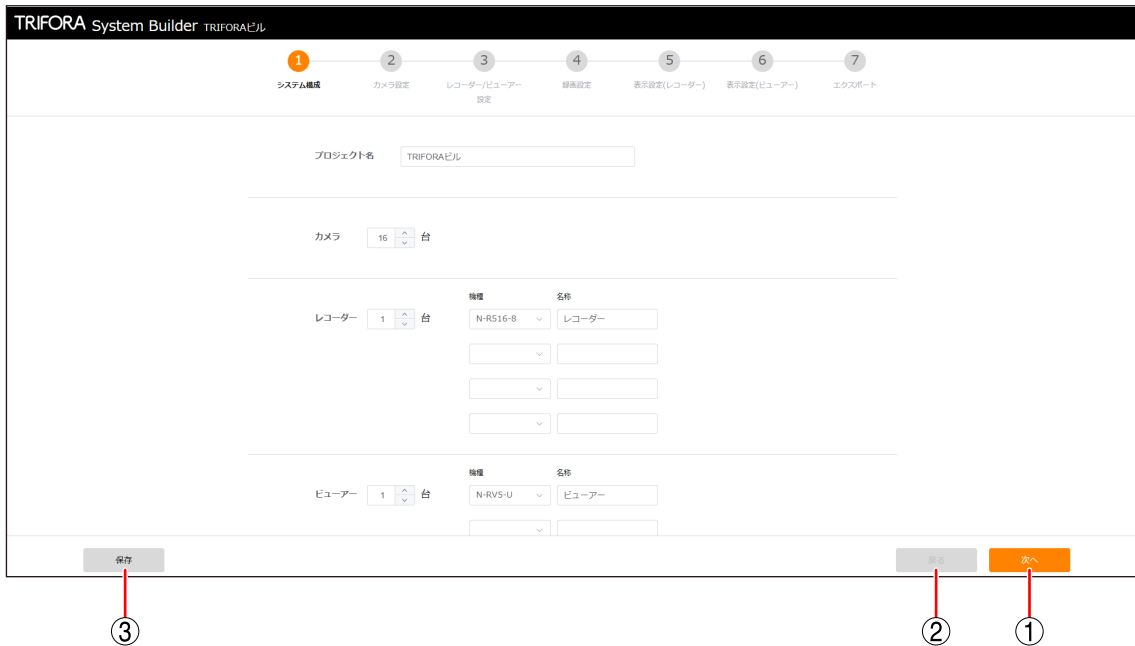 TRIFORA System Builder TRIFORAビル
1 2 3 4 5 6 7
システム構成 カメラ設定 レコーダー/ビューアー 録画設定 表示設定(レコーダー) 表示設定(ビューアー) エクスポート
設定
プロジェクト名 TRIFORAビル
カメラ 16 台
機種 名称
レコーダー 1 台 N-R516-8 レコーダー
機種 名称
ビューアー 1 台 N-RV5-U ビューアー
保存 戻る 次へ
③ ② ①